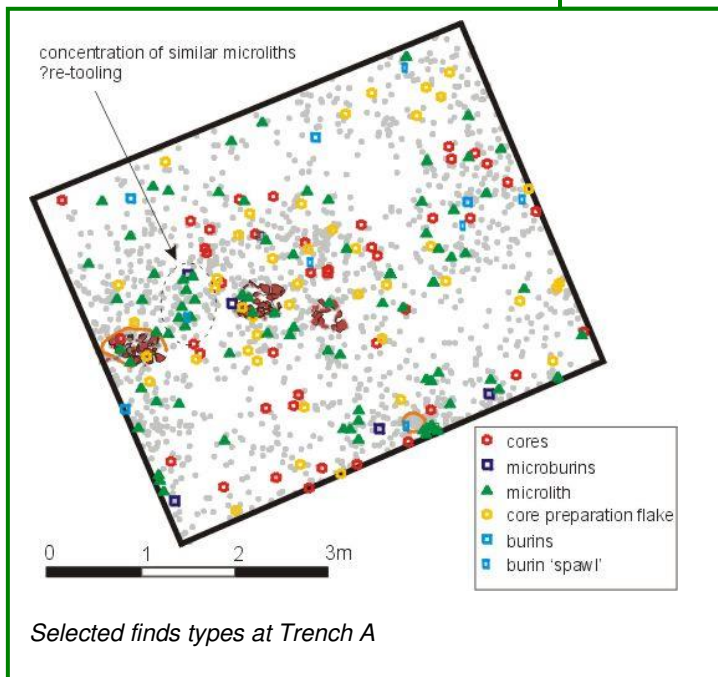 concentration of similar microliths
?re-tooling
cores
microburins
microlith
core preparation flake
burins
burin ‘spawl’
0 1 2 3m
Selected finds types at Trench A